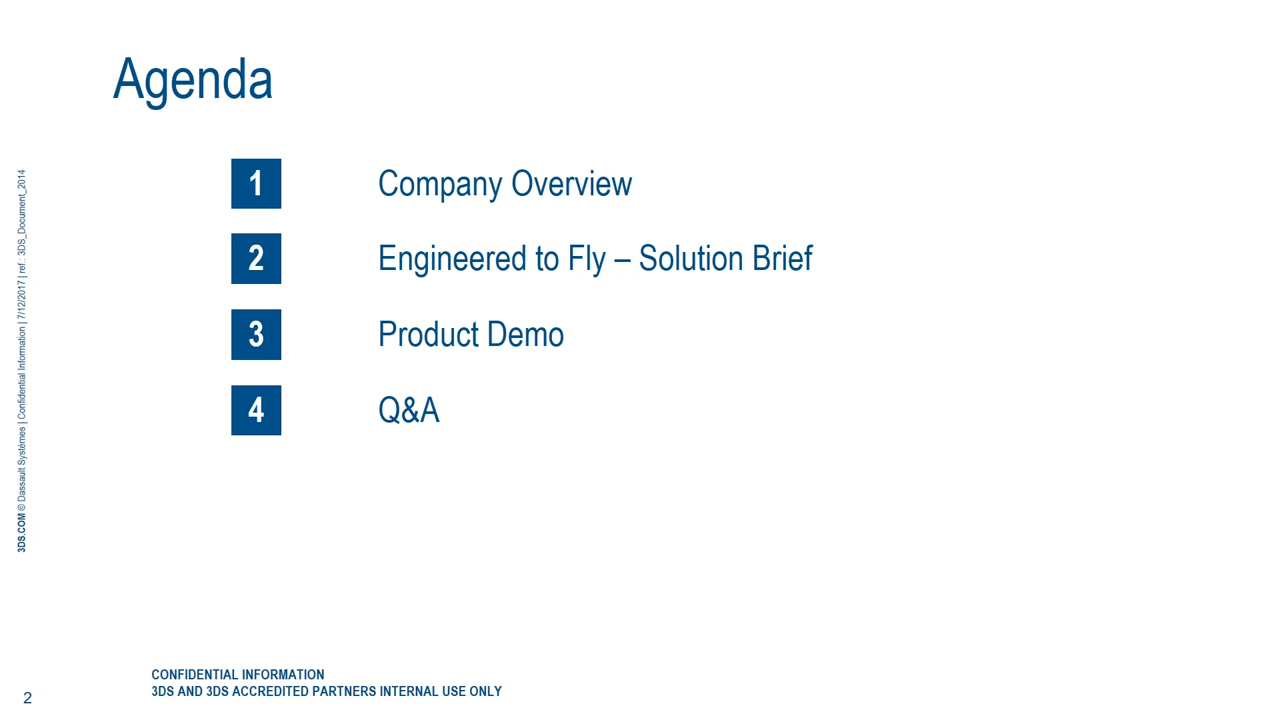 Agenda
1 Company Overview
2 Engineered to Fly – Solution Brief
3 Product Demo
4 Q&A
3DS.COM © Dassault Systèmes | Confidential Information | 7/12/2017 | ref.: 3DS_Document_2014
CONFIDENTIAL INFORMATION
3DS AND 3DS ACCREDITED PARTNERS INTERNAL USE ONLY
2